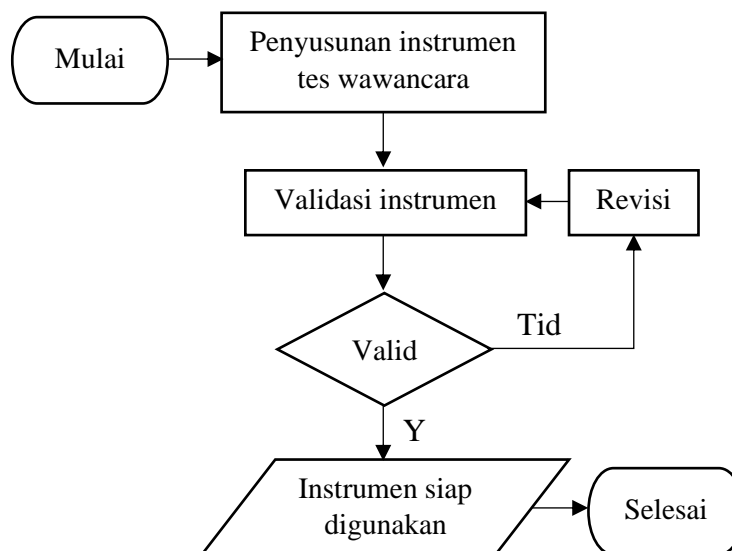 Mulai
Penyusunan instrumen
tes wawancara
Validasi instrumen
Revisi
Valid
Tid
Y
Instrumen siap
digunakan
Selesai